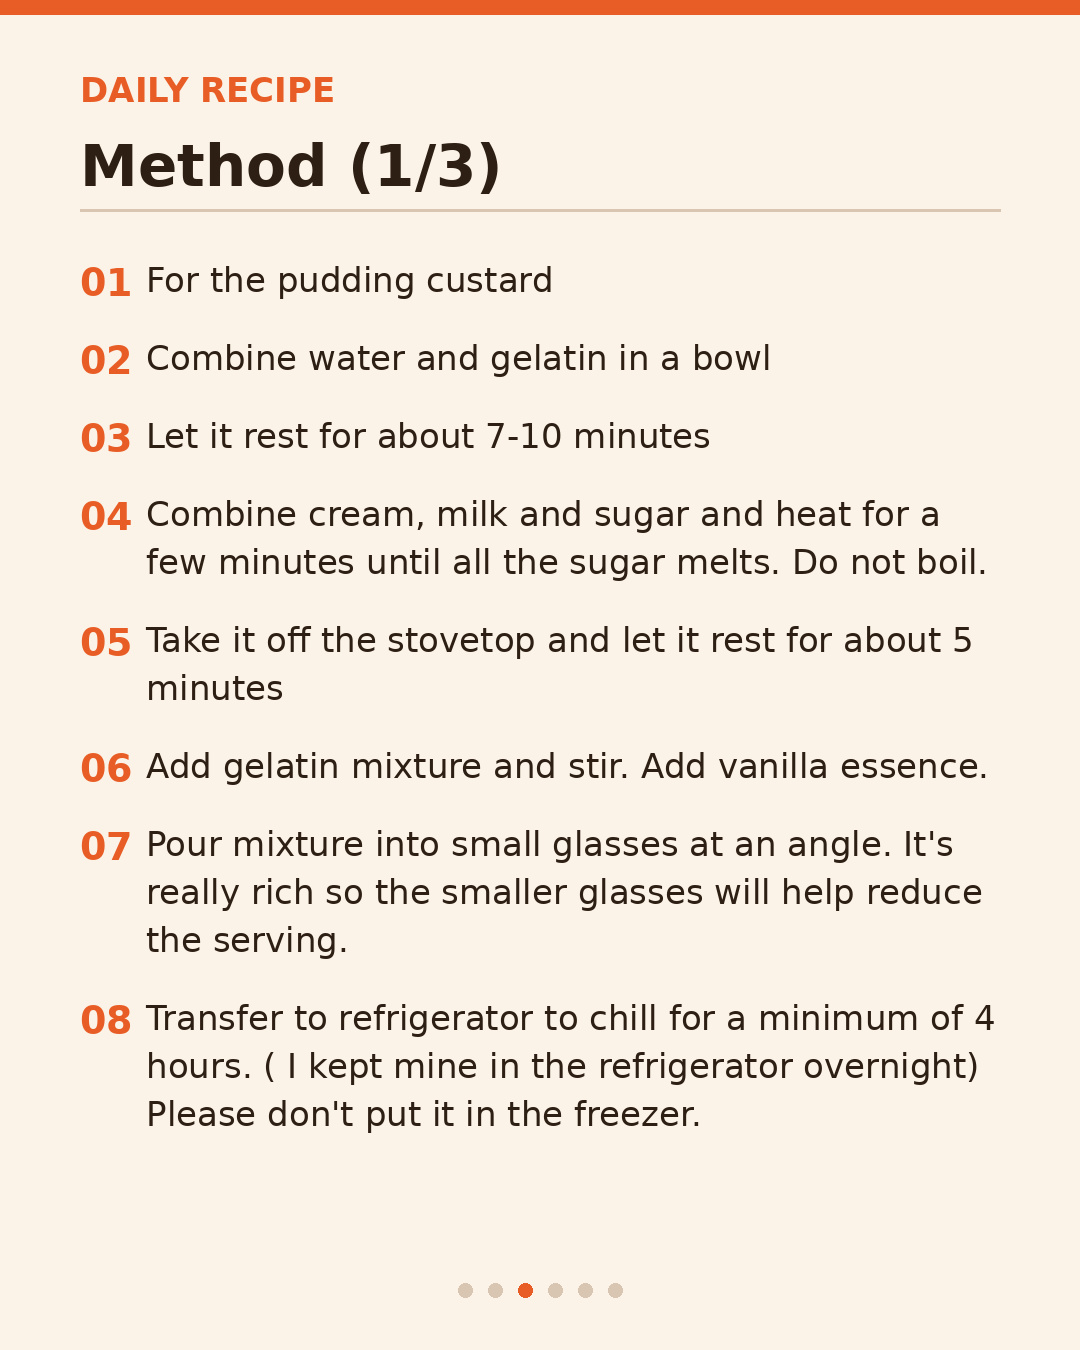 DAILY RECIPE
Method (1/3)
01 For the pudding custard
02 Combine water and gelatin in a bowl
03 Let it rest for about 7-10 minutes
04 Combine cream, milk and sugar and heat for a
few minutes until all the sugar melts. Do not boil.
05 Take it off the stovetop and let it rest for about 5
minutes
06 Add gelatin mixture and stir. Add vanilla essence.
07 Pour mixture into small glasses at an angle. It's
really rich so the smaller glasses will help reduce
the serving.
08 Transfer to refrigerator to chill for a minimum of 4
hours. ( I kept mine in the refrigerator overnight)
Please don't put it in the freezer.